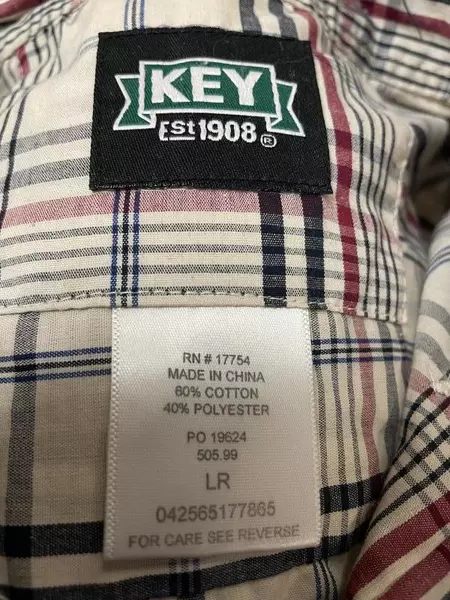 KEY
Est 1908 ®
RN # 17754
MADE IN CHINA
60% COTTON
40% POLYESTER
PO 19624
505.99
LR
042565177865
FOR CARE SEE REVERSE